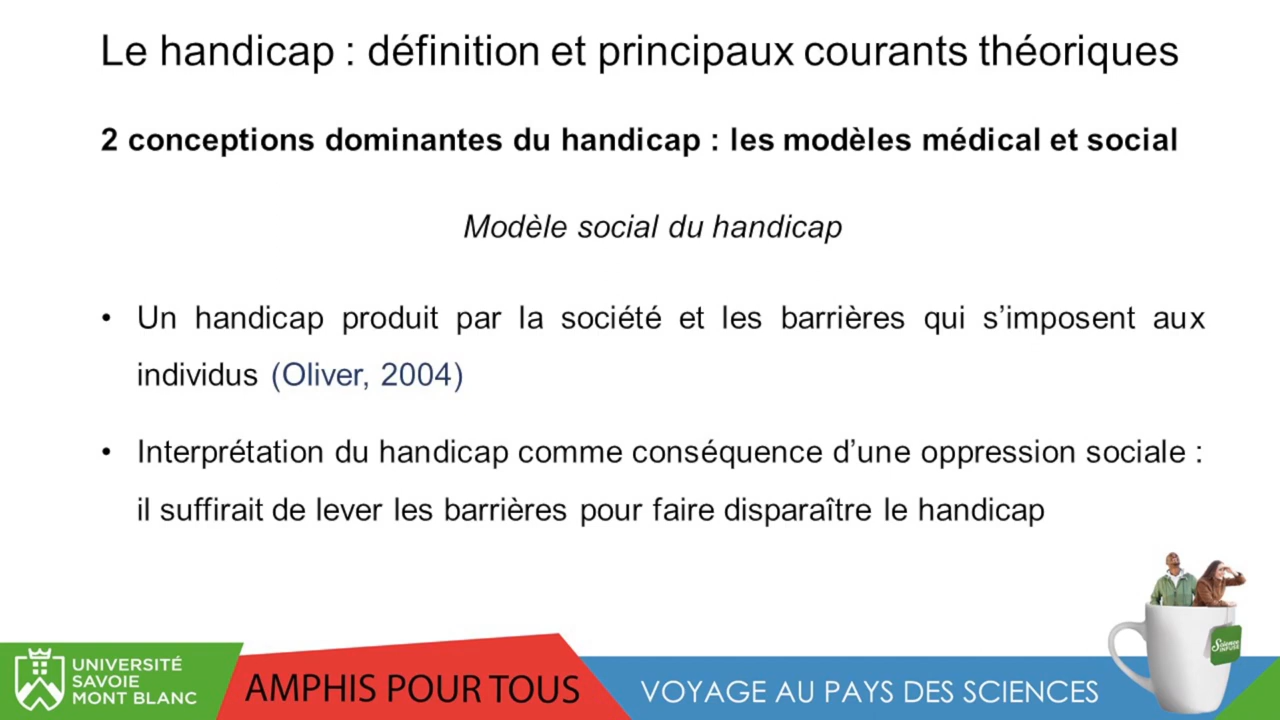 Le handicap : définition et principaux courants théoriques
2 conceptions dominantes du handicap : les modèles médical et social
Modèle social du handicap
• Un handicap produit par la société et les barrières qui s’imposent aux
individus (Oliver, 2004)
• Interprétation du handicap comme conséquence d’une oppression sociale :
il suffirait de lever les barrières pour faire disparaître le handicap
Science
INFUSE
UNIVERSITÉ
SAVOIE
MONT BLANC
AMPHIS POUR TOUS
VOYAGE AU PAYS DES SCIENCES